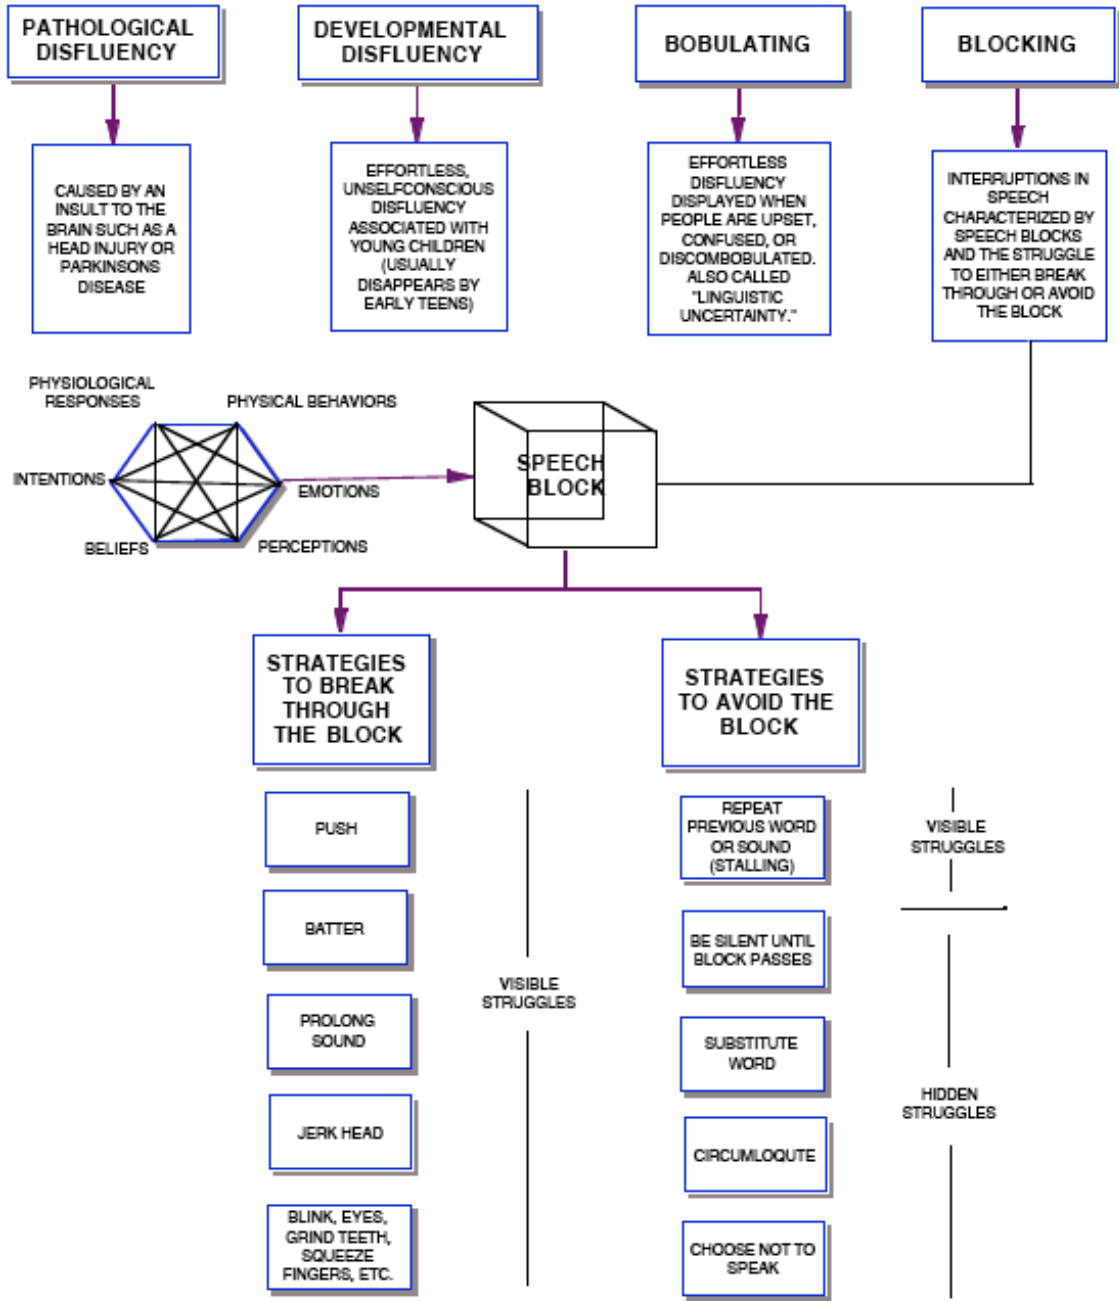 PATHOLOGICAL
DISFLUENCY
DEVELOPMENTAL
DISFLUENCY
BOBULATING
BLOCKING
CAUSED BY AN
INSULT TO THE
BRAIN SUCH AS A
HEAD INJURY OR
PARKINSONS
DISEASE
EFFORTLESS,
UNSELFCONSCIOUS
DISFLUENCY
ASSOCIATED WITH
YOUNG CHILDREN
(USUALLY
DISAPPEARS BY
EARLY TEENS)
EFFORTLESS
DISFLUENCY
DISPLAYED WHEN
PEOPLE ARE UPSET,
CONFUSED, OR
DISCOMBOBULATED.
ALSO CALLED
"LINGUISTIC
UNCERTAINTY."
INTERRUPTIONS IN
SPEECH
CHARACTERIZED BY
SPEECH BLOCKS
AND THE STRUGGLE
TO EITHER BREAK
THROUGH OR AVOID
THE BLOCK
PHYSIOLOGICAL
RESPONSES
PHYSICAL BEHAVIORS
INTENTIONS
EMOTIONS
BELIEFS
PERCEPTIONS
SPEECH
BLOCK
STRATEGIES
TO BREAK
THROUGH
THE BLOCK
STRATEGIES
TO AVOID THE
BLOCK
PUSH
BATTER
PROLONG
SOUND
JERK HEAD
BLINK, EYES,
GRIND TEETH,
SQUEEZE
FINGERS, ETC.
VISIBLE
STRUGGLES
REPEAT
PREVIOUS WORD
OR SOUND
(STALLING)
BE SILENT UNTIL
BLOCK PASSES
SUBSTITUTE
WORD
CIRCUMLOQUTE
CHOOSE NOT TO
SPEAK
VISIBLE
STRUGGLES
HIDDEN
STRUGGLES